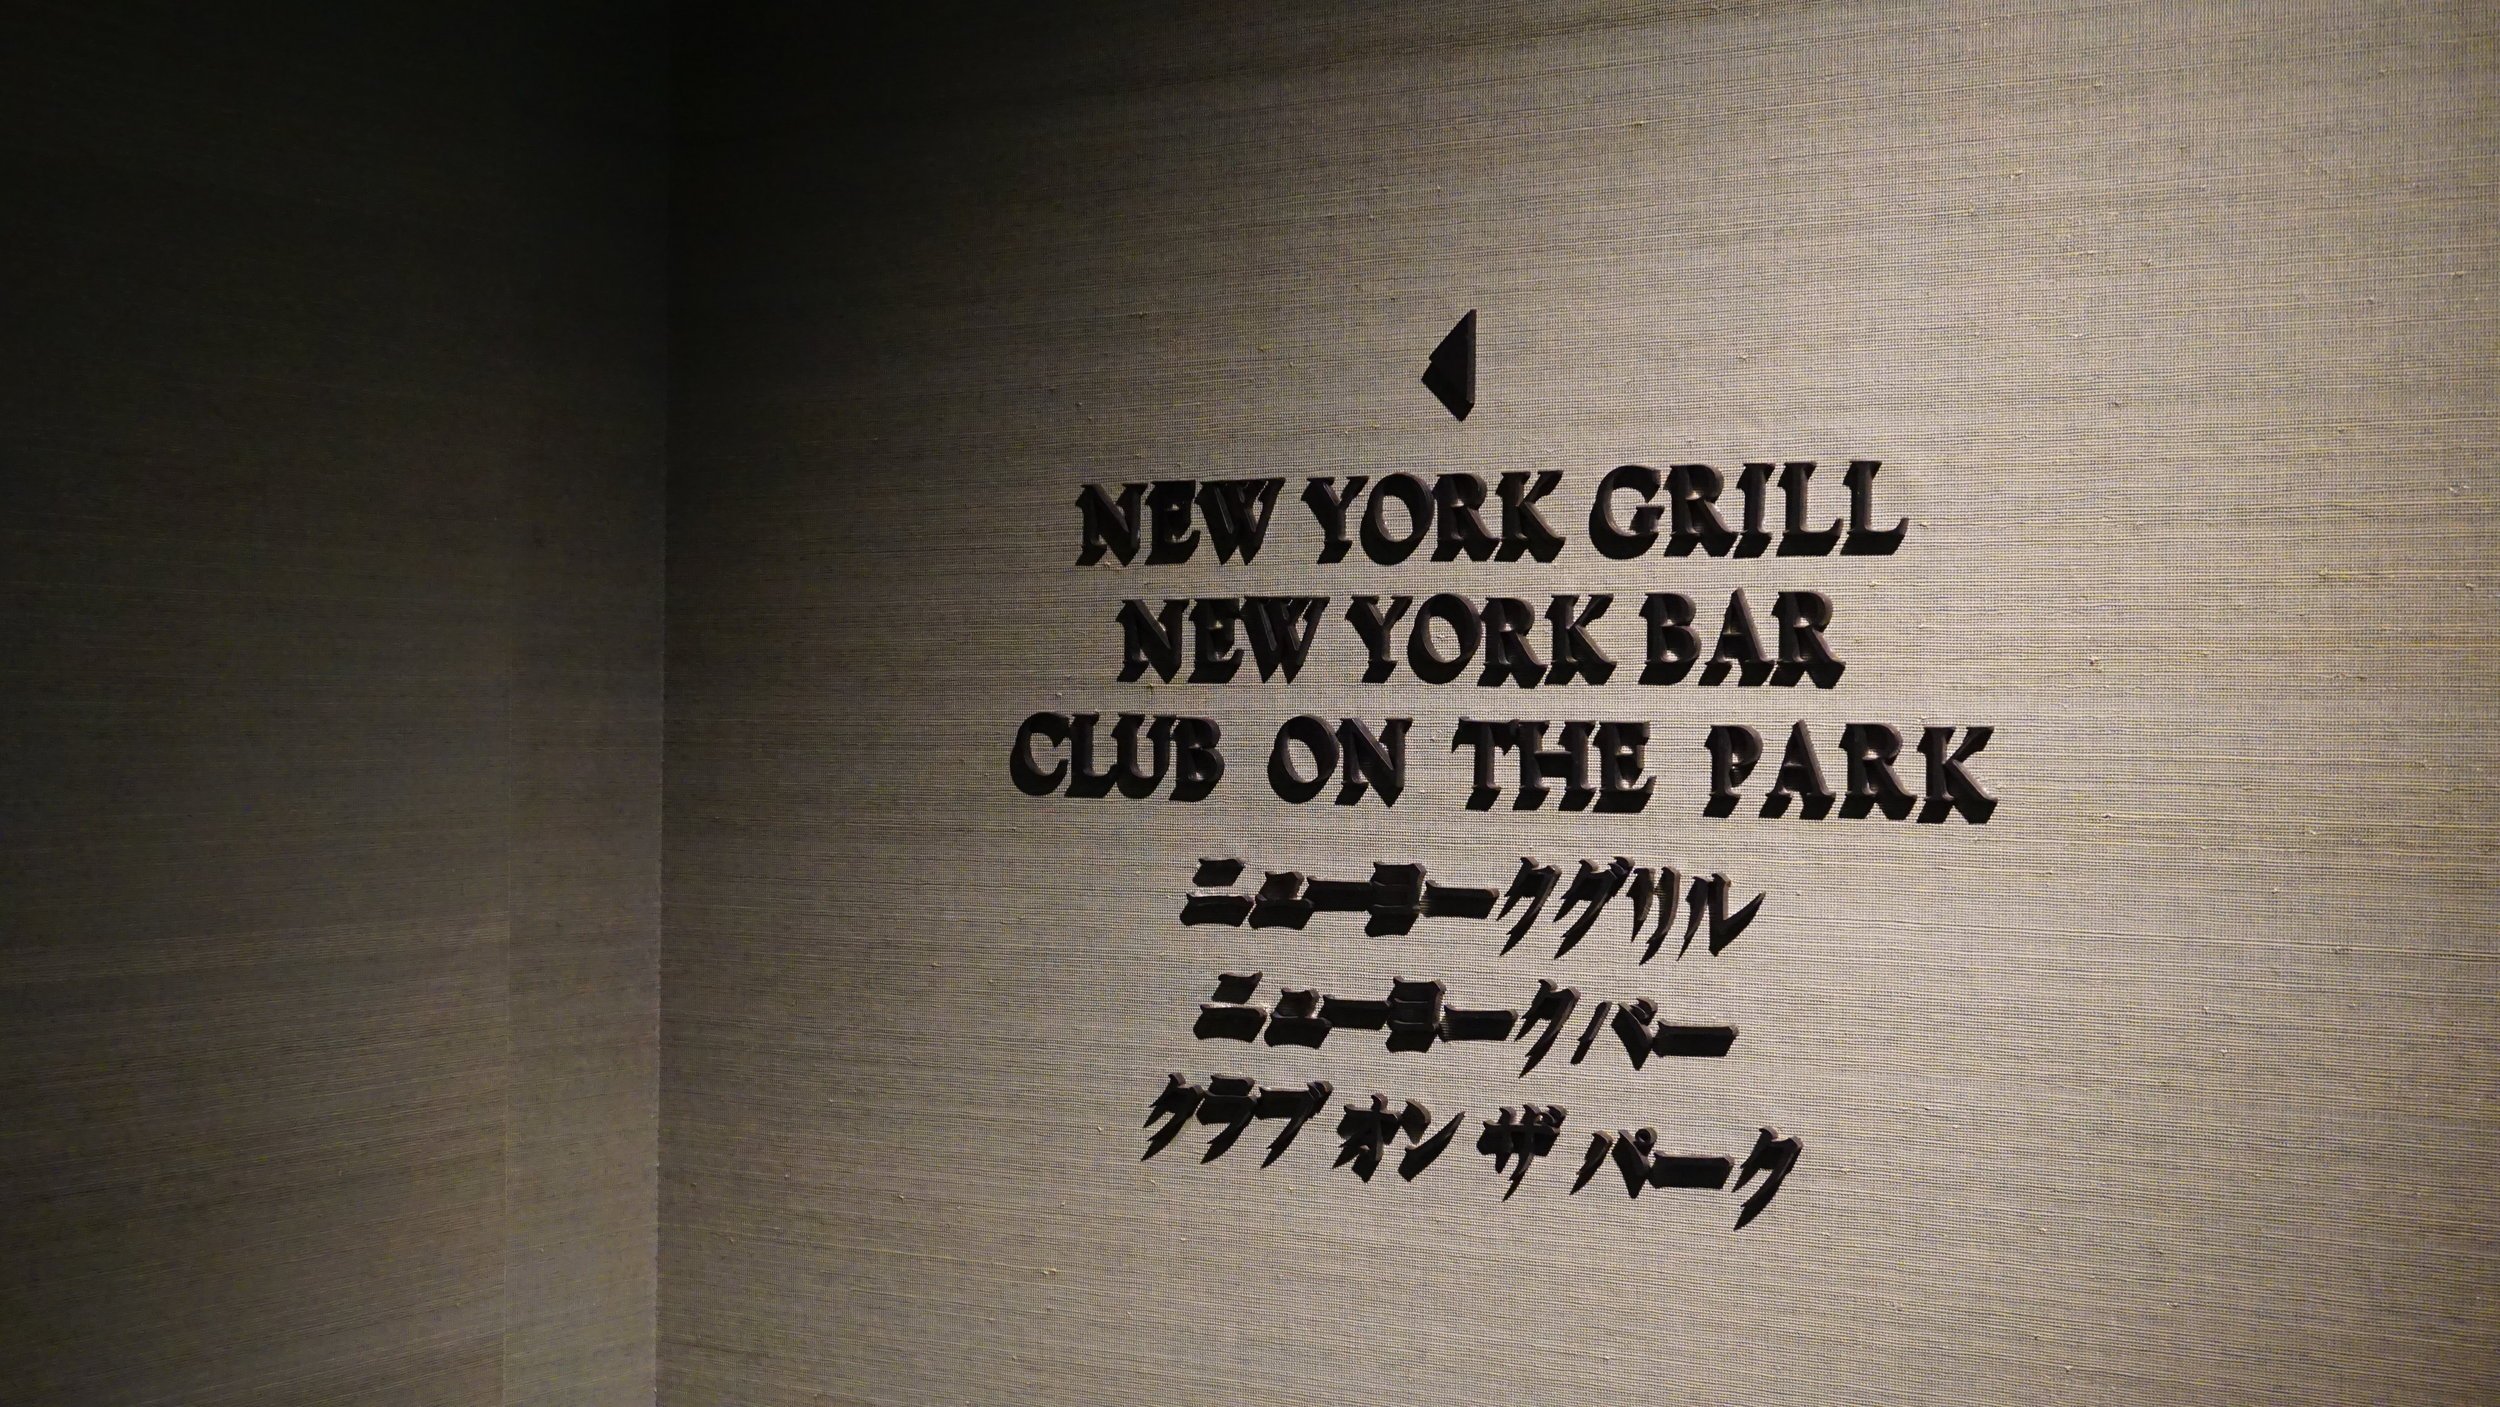 NEW YORK GRILL
NEW YORK BAR
CLUB ON THE PARK
ニューヨークグリル
ニューヨークバー
クラブ オン ザ パーク